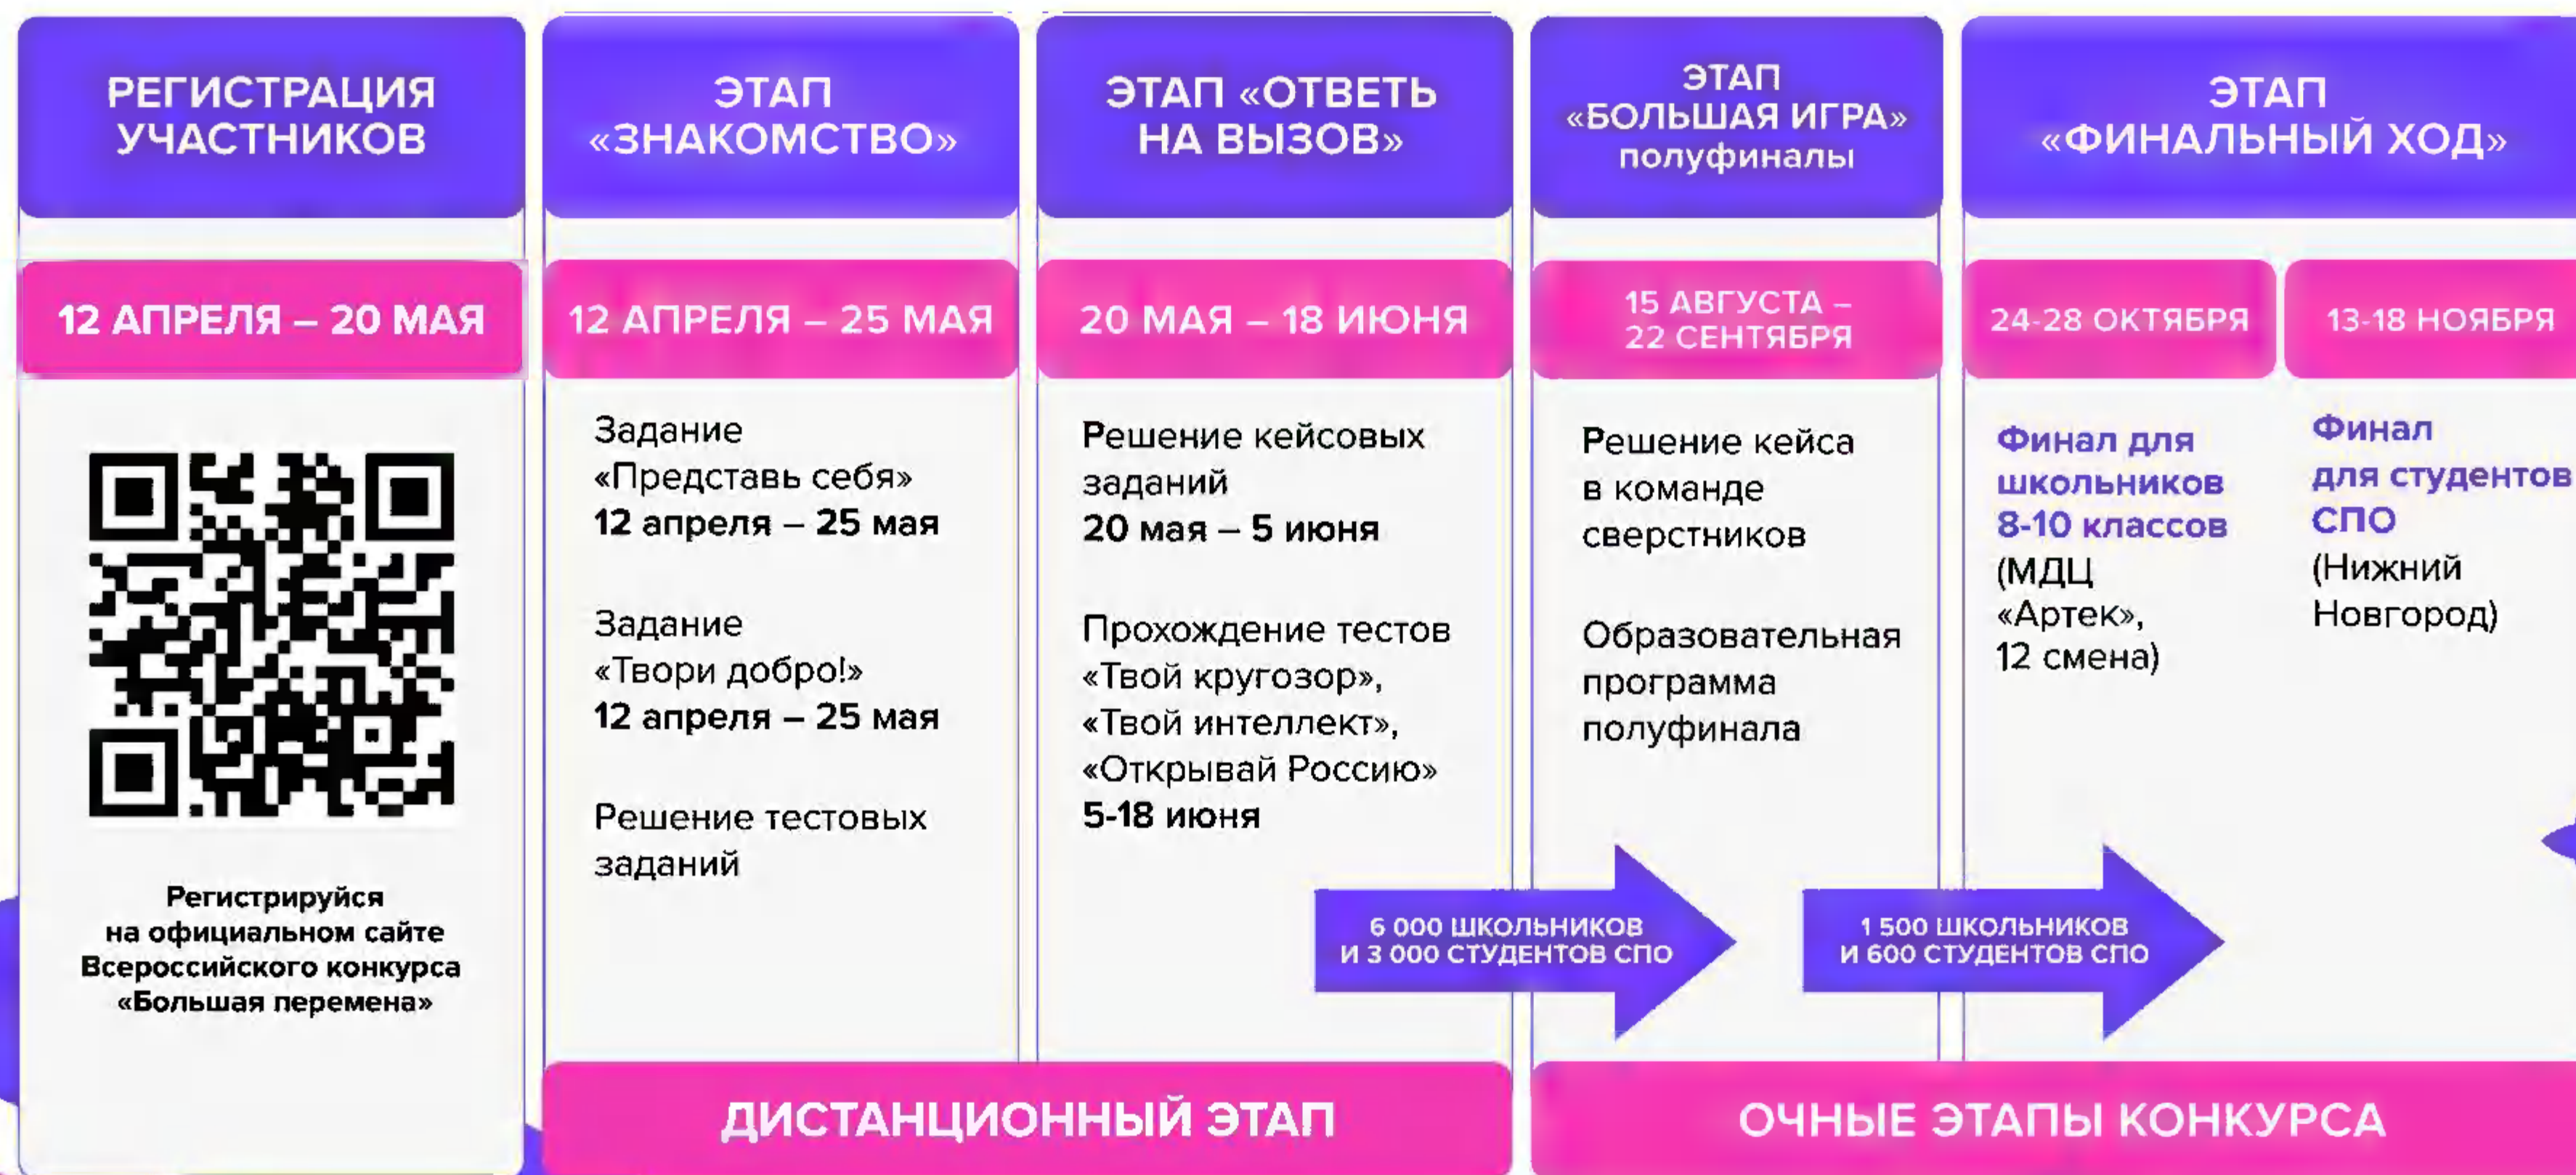 РЕГИСТРАЦИЯ
УЧАСТНИКОВ
12 АПРЕЛЯ – 20 МАЯ
Регистрируйся
на официальном сайте
Всероссийского конкурса
«Большая перемена»
ЭТАП
«ЗНАКОМСТВО»
12 АПРЕЛЯ – 25 МАЯ
Задание
«Представь себя»
12 апреля – 25 мая
Задание
«Твори добро!»
12 апреля – 25 мая
Решение тестовых
заданий
ЭТАП «ОТВЕТЬ
НА ВЫЗОВ»
20 МАЯ – 18 ИЮНЯ
Решение кейсовых
заданий
20 мая – 5 июня
Прохождение тестов
«Твой кругозор»,
«Твой интеллект»,
«Открывай Россию»
5-18 июня
6 000 ШКОЛЬНИКОВ
И 3 000 СТУДЕНТОВ СПО
ДИСТАНЦИОННЫЙ ЭТАП
ЭТАП
«БОЛЬШАЯ ИГРА»
полуфиналы
15 АВГУСТА –
22 СЕНТЯБРЯ
Решение кейса
в команде
сверстников
Образовательная
программа
полуфинала
1 500 ШКОЛЬНИКОВ
И 600 СТУДЕНТОВ СПО
ЭТАП
«ФИНАЛЬНЫЙ ХОД»
24-28 ОКТЯБРЯ
Финал для
школьников
8-10 классов
(МДЦ
«Артек»,
12 смена)
13-18 НОЯБРЯ
Финал
для студентов
СПО
(Нижний
Новгород)
ОЧНЫЕ ЭТАПЫ КОНКУРСА